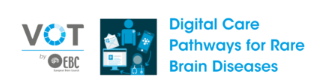 VOT
by EBC
Digital Care
Pathways for Rare
Brain Diseases